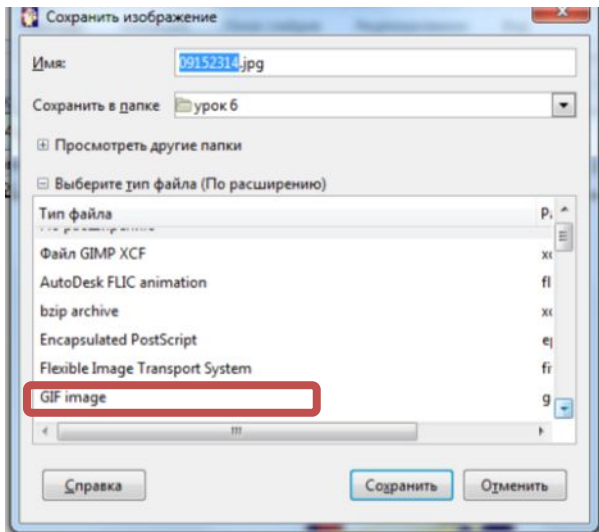 Сохранить изображение
Имя:
09152314.jpg
Сохранить в папке
урок 6
Просмотреть другие папки
Выберите тип файла (По расширению)
Тип файла
По расширению
Файл GIMP XCF
AutoDesk FLIC animation
bzip archive
Encapsulated PostScript
Flexible Image Transport System
GIF image
Справка
Сохранить
Отменить